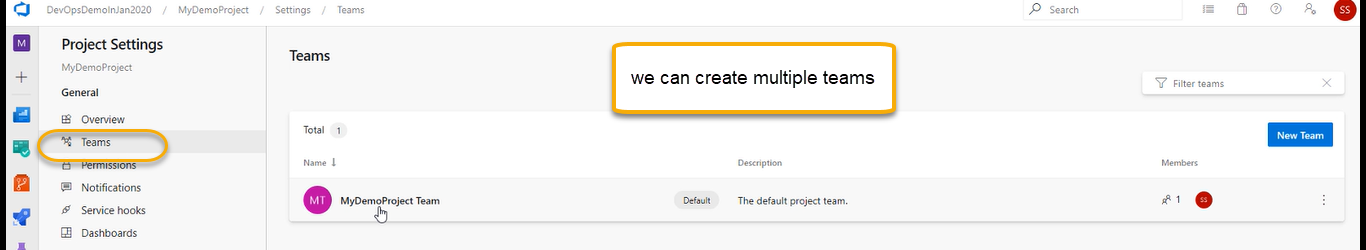 DevOpsDemoInJan2020 / MyDemoProject / Settings / Teams
Search
SS
M
Project Settings
MyDemoProject
General
Overview
Teams
Permissions
Notifications
Service hooks
Dashboards
Teams
we can create multiple teams
Filter teams
Total 1
New Team
Name ↓ Description Members
MT MyDemoProject Team Default The default project team. 1 SS